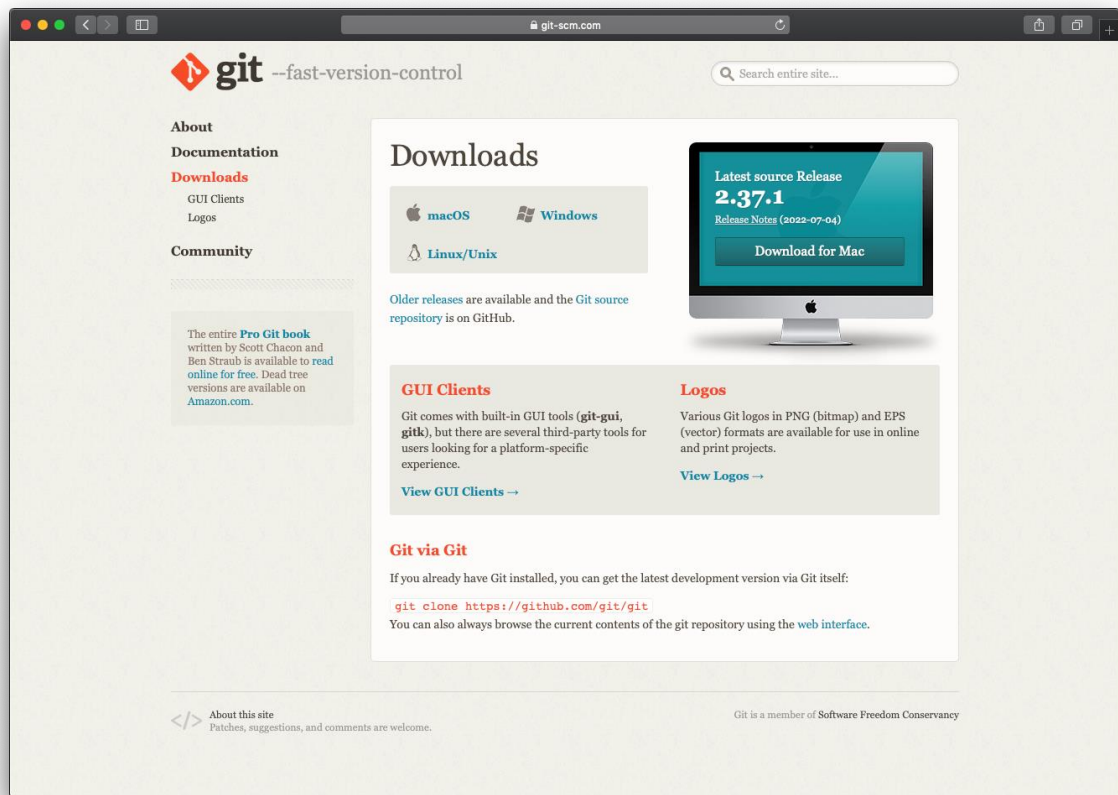 git-scm.com
git --fast-version-control
Search entire site...
About
Documentation
Downloads
GUI Clients
Logos
Community
The entire Pro Git book
written by Scott Chacon and
Ben Straub is available to read
online for free. Dead tree
versions are available on
Amazon.com.
Downloads
macOS
Windows
Linux/Unix
Older releases are available and the Git source
repository is on GitHub.
Latest source Release
2.37.1
Release Notes (2022-07-04)
Download for Mac
GUI Clients
Git comes with built-in GUI tools (git-gui,
gitk), but there are several third-party tools for
users looking for a platform-specific
experience.
View GUI Clients →
Logos
Various Git logos in PNG (bitmap) and EPS
(vector) formats are available for use in online
and print projects.
View Logos →
Git via Git
If you already have Git installed, you can get the latest development version via Git itself:
git clone https://github.com/git/git
You can also always browse the current contents of the git repository using the web interface.
</> About this site
Patches, suggestions, and comments are welcome.
Git is a member of Software Freedom Conservancy